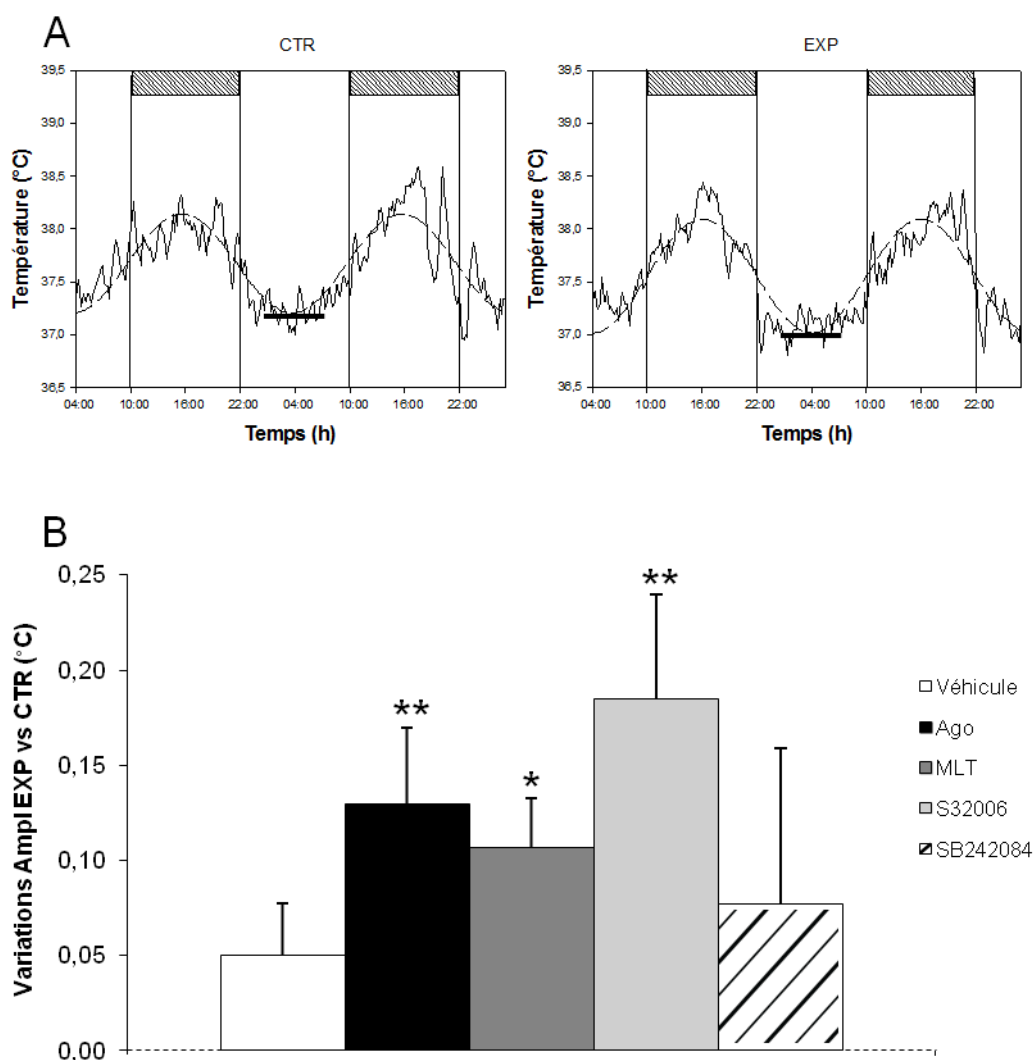 A
CTR
EXP
Température (°C)
39,5
39,0
38,5
38,0
37,5
37,0
36,5
04:00 10:00 16:00 22:00 04:00 10:00 16:00 22:00
Temps (h)
Température (°C)
39,5
39,0
38,5
38,0
37,5
37,0
36,5
04:00 10:00 16:00 22:00 04:00 10:00 16:00 22:00
Temps (h)
B
Variations Ampl EXP vs CTR (°C)
0,25
0,20
0,15
0,10
0,05
0,00
**
*
**
Véhicule
Ago
MLT
S32006
SB242084